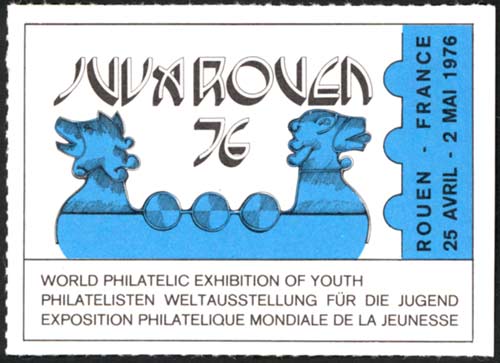 JUVAROUEN
76
ROUEN - FRANCE
25 AVRIL - 2 MAI 1976
WORLD PHILATELIC EXHIBITION OF YOUTH
PHILATELISTEN WELTAUSSTELLUNG FÜR DIE JUGEND
EXPOSITION PHILATELIQUE MONDIALE DE LA JEUNESSE